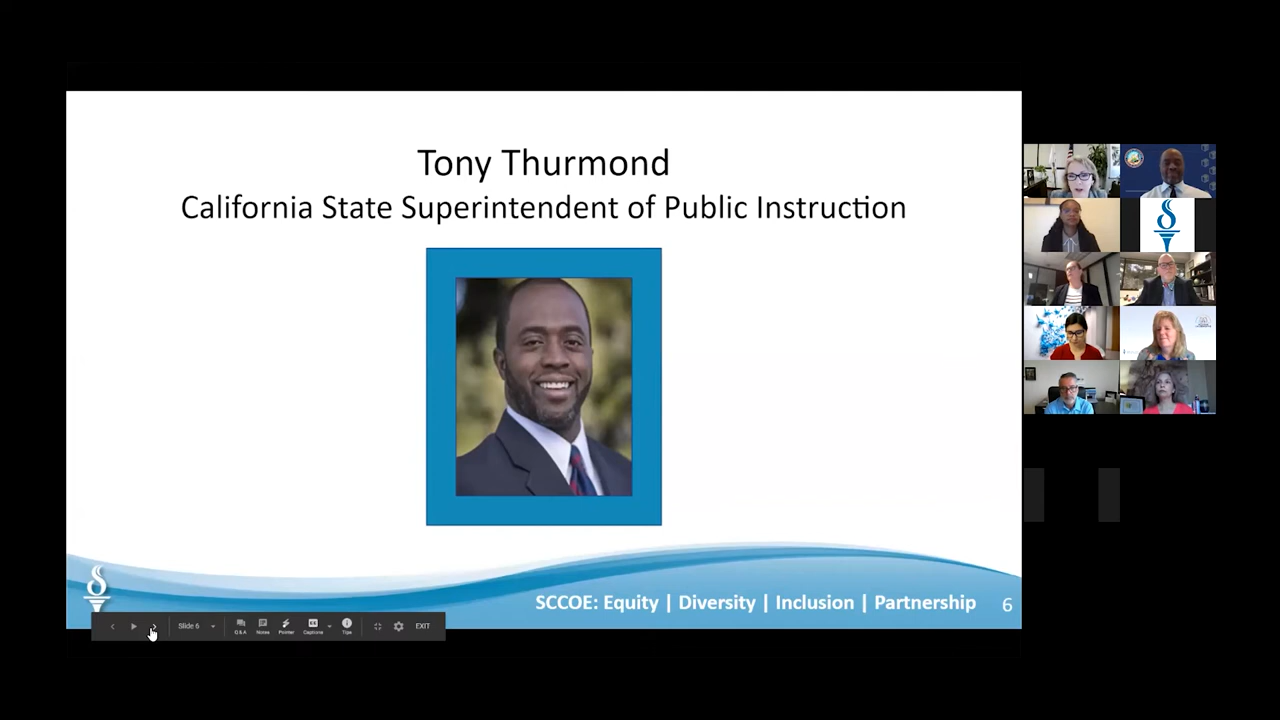 Tony Thurmond
California State Superintendent of Public Instruction
SCCOE: Equity | Diversity | Inclusion | Partnership
6
Slide 6
Q&A
Notes
Pointer
Captions
Tips
EXIT